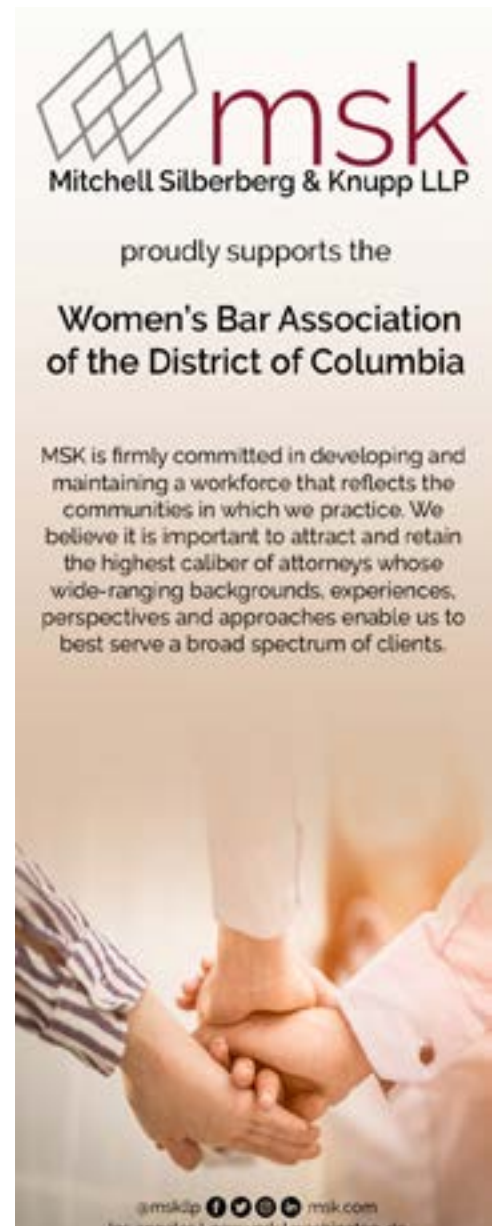 msk
Mitchell Silberberg & Knupp LLP
proudly supports the
Women's Bar Association
of the District of Columbia
MSK is firmly committed in developing and
maintaining a workforce that reflects the
communities in which we practice. We
believe it is important to attract and retain
the highest caliber of attorneys whose
wide-ranging backgrounds, experiences,
perspectives and approaches enable us to
best serve a broad spectrum of clients.
@mskllp msk.com